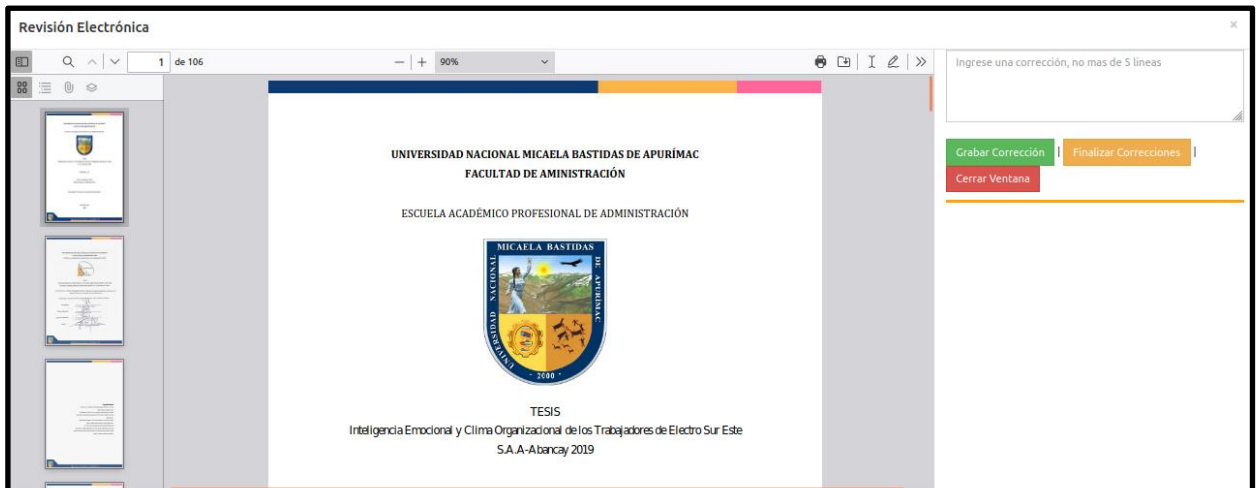 Revisión Electrónica
×
1 de 106
90%
Ingrese una corrección, no mas de 5 lineas
Grabar Corrección | Finalizar Correcciones |
Cerrar Ventana
UNIVERSIDAD NACIONAL MICAELA BASTIDAS DE APURÍMAC
FACULTAD DE AMINISTRACIÓN
ESCUELA ACADÉMICO PROFESIONAL DE ADMINISTRACIÓN
UNIVERSIDAD NACIONAL
MICAELA BASTIDAS
DE APURÍMAC
- 2000 -
TESIS
Inteligencia Emocional y Clima Organizacional de los Trabajadores de Electro Sur Este
S.A.A-Abancay 2019